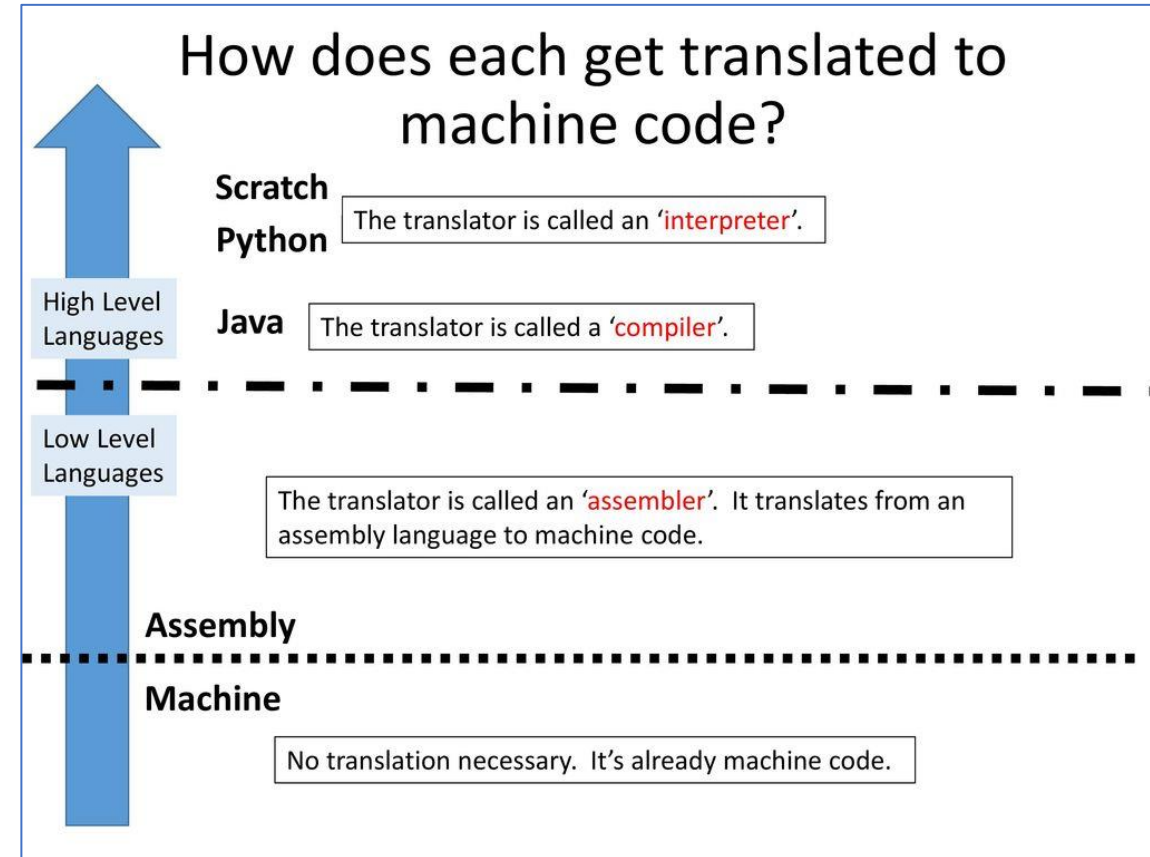 How does each get translated to
machine code?
Scratch
Python
The translator is called an ‘interpreter’.
High Level
Languages
Java
The translator is called a ‘compiler’.
Low Level
Languages
The translator is called an ‘assembler’.  It translates from an
assembly language to machine code.
Assembly
Machine
No translation necessary.  It’s already machine code.